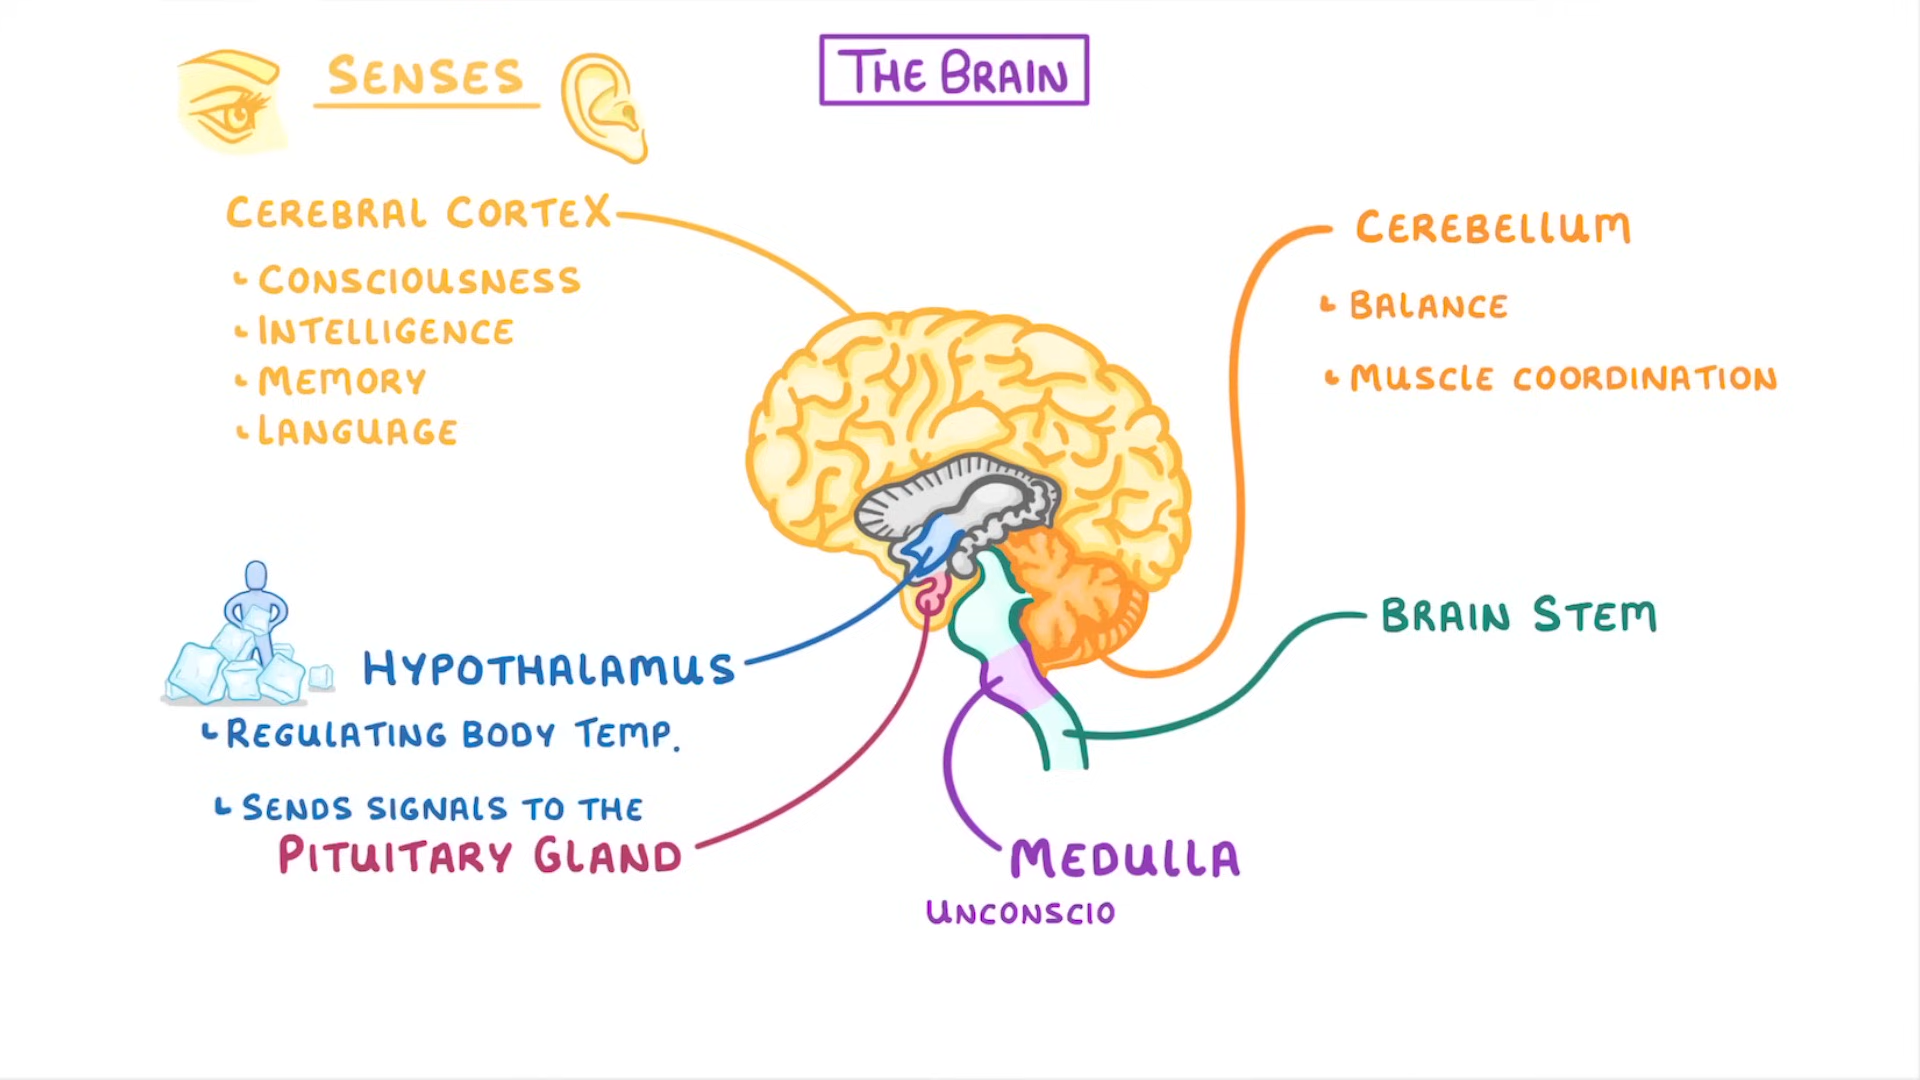 THE BRAIN
SENSES
CEREBRAL CORTEX
CONSCIOUSNESS
INTELLIGENCE
MEMORY
LANGUAGE
CEREBELLUM
BALANCE
MUSCLE COORDINATION
HYPOTHALAMUS
REGULATING BODY TEMP.
SENDS SIGNALS TO THE
PITUITARY GLAND
BRAIN STEM
MEDULLA
UNCONSCIO